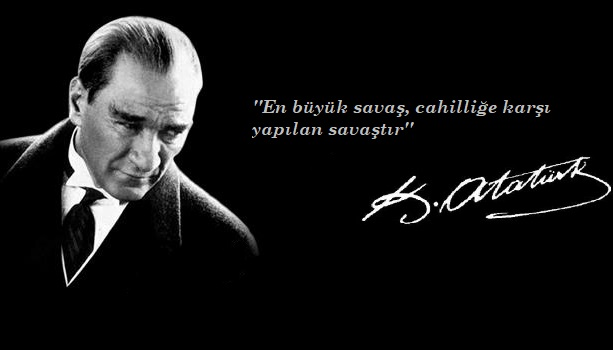 "En büyük savaş, cahilliğe karşı
yapılan savaştır"
K. Atatürk